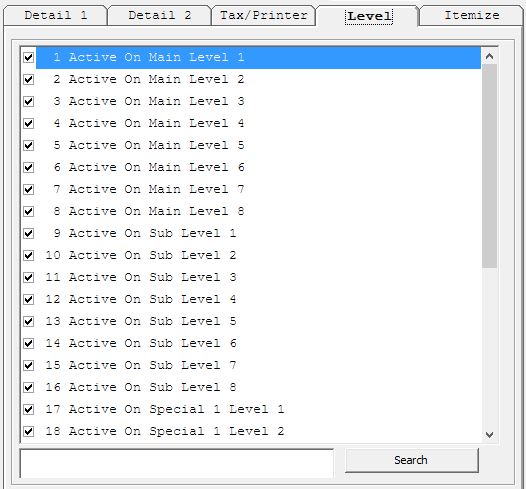 Detail 1 Detail 2 Tax/Printer Level Itemize
1 Active On Main Level 1
2 Active On Main Level 2
3 Active On Main Level 3
4 Active On Main Level 4
5 Active On Main Level 5
6 Active On Main Level 6
7 Active On Main Level 7
8 Active On Main Level 8
9 Active On Sub Level 1
10 Active On Sub Level 2
11 Active On Sub Level 3
12 Active On Sub Level 4
13 Active On Sub Level 5
14 Active On Sub Level 6
15 Active On Sub Level 7
16 Active On Sub Level 8
17 Active On Special 1 Level 1
18 Active On Special 1 Level 2
Search